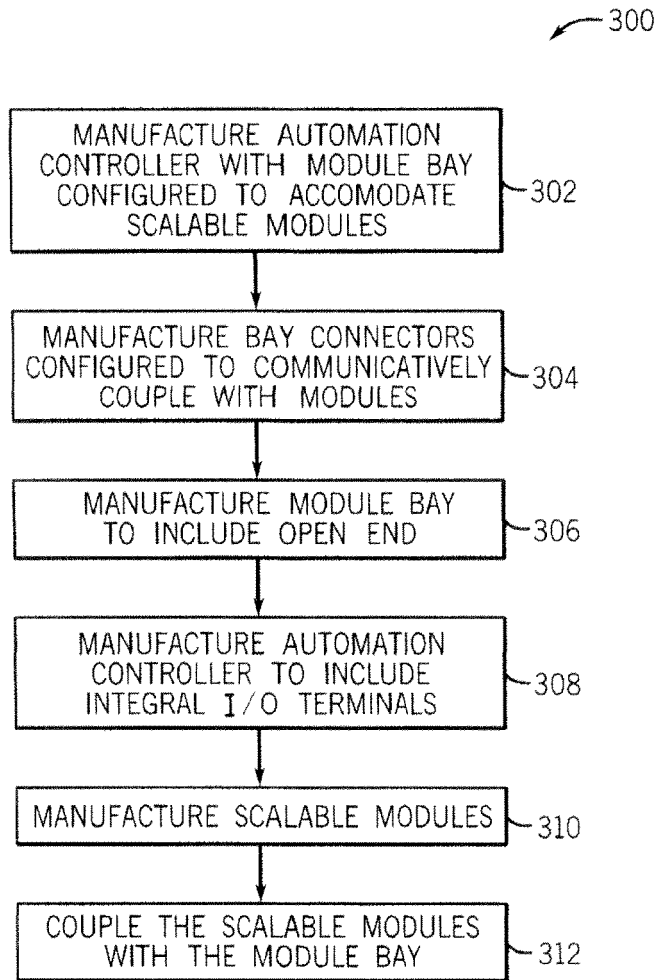 300
MANUFACTURE AUTOMATION
CONTROLLER WITH MODULE BAY
CONFIGURED TO ACCOMODATE
SCALABLE MODULES
302
MANUFACTURE BAY CONNECTORS
CONFIGURED TO COMMUNICATIVELY
COUPLE WITH MODULES
304
MANUFACTURE MODULE BAY
TO INCLUDE OPEN END
306
MANUFACTURE AUTOMATION
CONTROLLER TO INCLUDE
INTEGRAL I/O TERMINALS
308
MANUFACTURE SCALABLE MODULES
310
COUPLE THE SCALABLE MODULES
WITH THE MODULE BAY
312